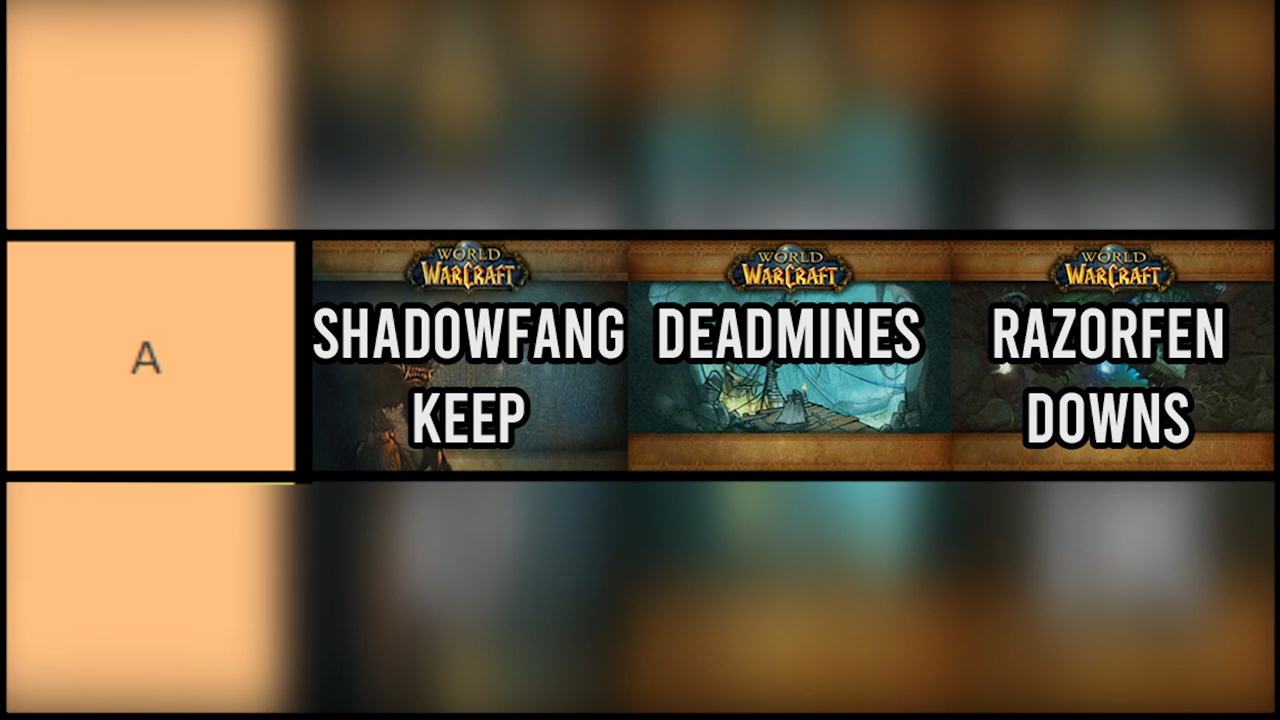 A
WORLD
WARCRAFT
SHADOWFANG
KEEP
WORLD
WARCRAFT
DEADMINES
WORLD
WARCRAFT
RAZORFEN
DOWNS